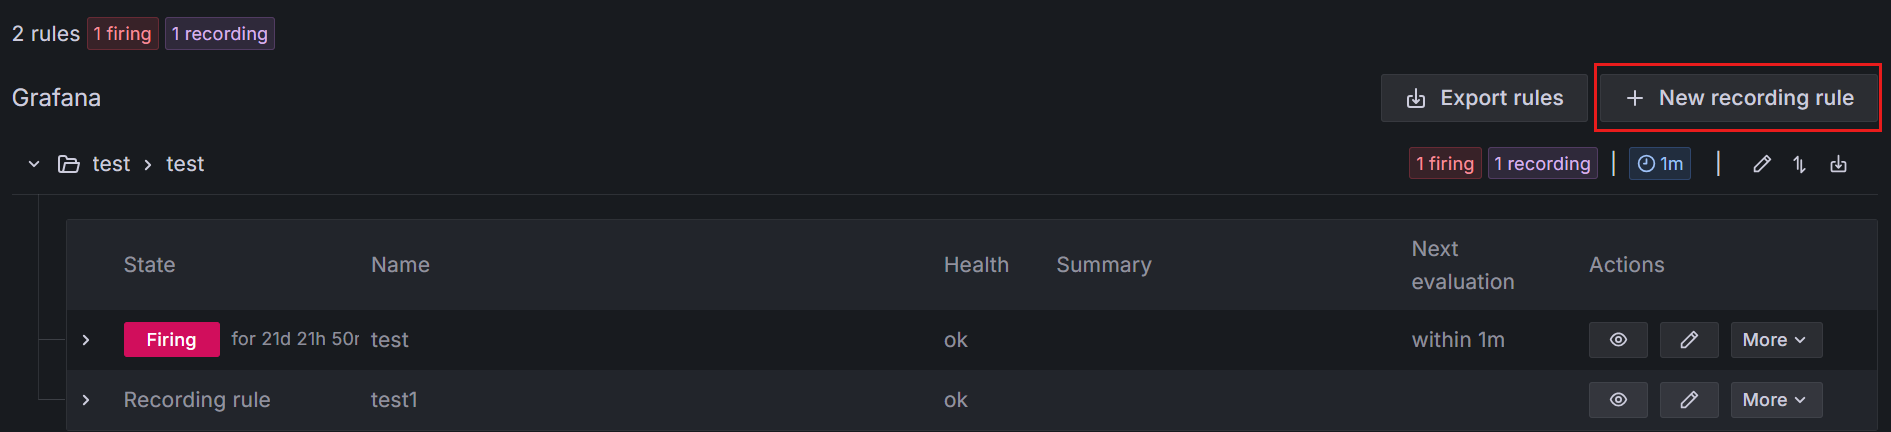 2 rules 1 firing 1 recording
Grafana Export rules + New recording rule
test > test 1 firing 1 recording | 1m |
State Name Health Summary Next evaluation Actions
Firing for 21d 21h 50m test ok within 1m More
Recording rule test1 ok More